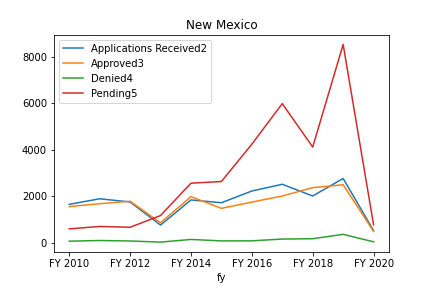 New Mexico
Applications Received2
Approved3
Denied4
Pending5
8000
6000
4000
2000
0
FY 2010 FY 2012 FY 2014 FY 2016 FY 2018 FY 2020
fy